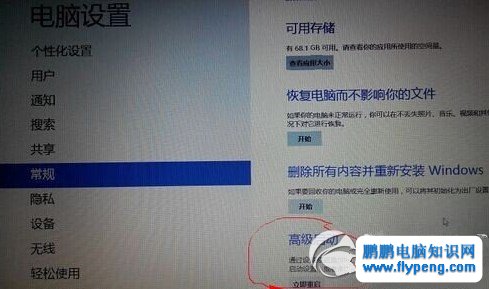 电脑设置
个性化设置
用户
通知
搜索
共享
常规
隐私
设备
无线
轻松使用
可用存储
有 68.1 GB 可用。请查看你的应用所使用的空间量。
查看应用大小
恢复电脑而不影响你的文件
如果你的电脑未正常运行，你可以在不丢失照片、音乐、视频和其他
况下对它进行恢复。
开始
删除所有内容并重新安装 Windows
如果要回收你的电脑或完全重新使用，可以将其初始化为出厂设置
开始
高级启动
通过设
启动设置
立即重启
鹏鹏电脑知识网
www.flypeng.com